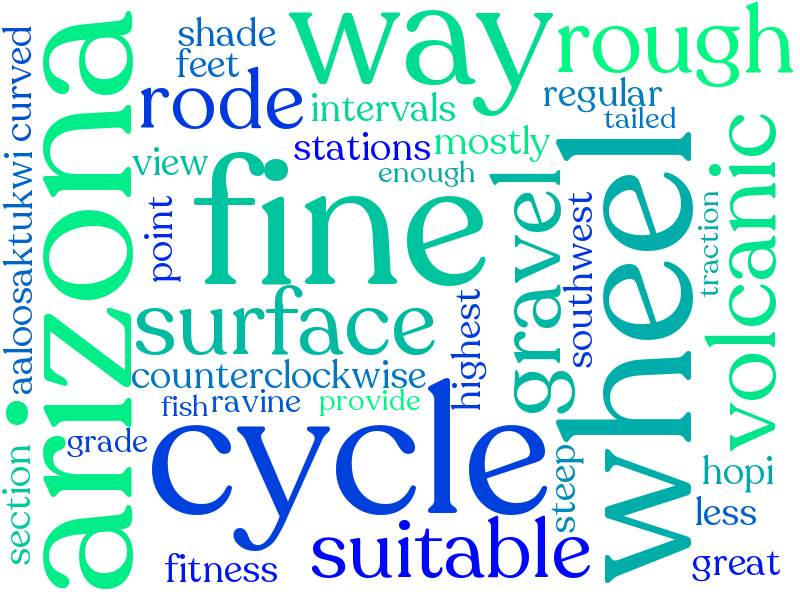 way
rough
shade
feet
rode
intervals
regular
tailed
stations
mostly
enough
view
curved
aaloosaktukwi
arizona
fine
point
gravel
southwest
wheel
traction
volcanic
surface
highest
counterclockwise
fish
ravine
provide
grade
section
cycle
steep
hopi
less
great
suitable
fitness